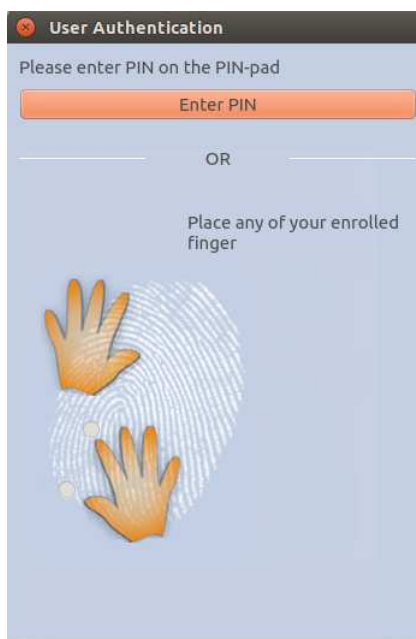 User Authentication
Please enter PIN on the PIN-pad
Enter PIN
OR
Place any of your enrolled
finger